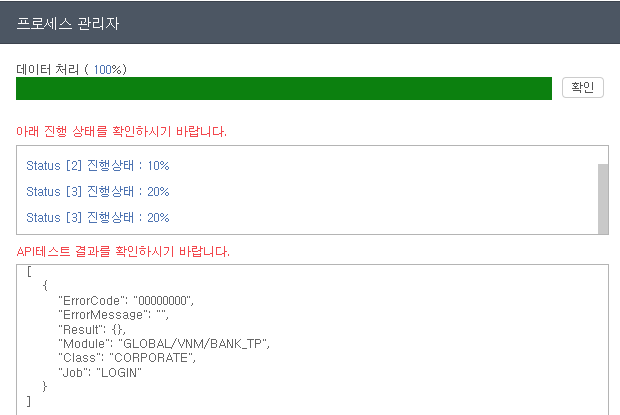 프로세스 관리자
데이터 처리 ( 100%)
확인
아래 진행 상태를 확인하시기 바랍니다.
Status [2] 진행상태 : 10%
Status [3] 진행상태 : 20%
Status [3] 진행상태 : 20%
API테스트 결과를 확인하시기 바랍니다.
[
{
"ErrorCode": "00000000",
"ErrorMessage": "",
"Result": {},
"Module": "GLOBAL/VNM/BANK_TP",
"Class": "CORPORATE",
"Job": "LOGIN"
}
]